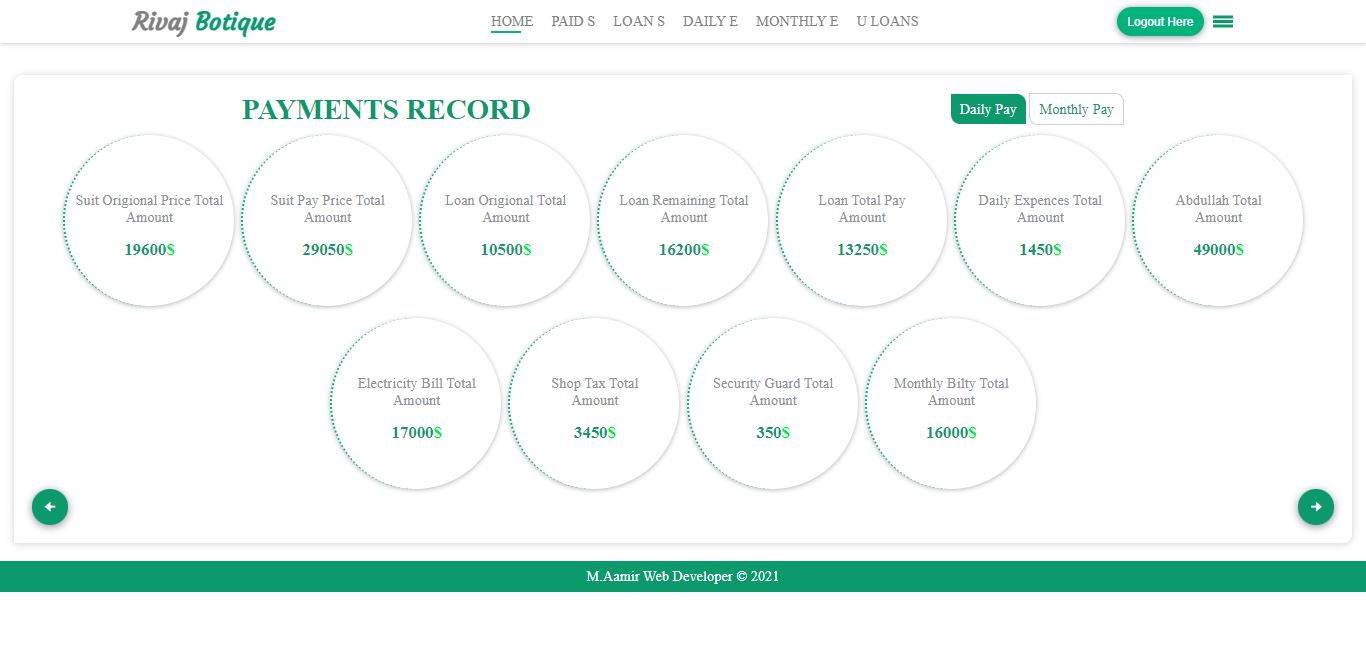 Rivaj Botique
HOME PAID S LOAN S DAILY E MONTHLY E U LOANS
Logout Here
PAYMENTS RECORD
Daily Pay
Monthly Pay
Suit Origional Price Total
Amount
19600$
Suit Pay Price Total
Amount
29050$
Loan Origional Total
Amount
10500$
Loan Remaining Total
Amount
16200$
Loan Total Pay
Amount
13250$
Daily Expences Total
Amount
1450$
Abdullah Total
Amount
49000$
Electricity Bill Total
Amount
17000$
Shop Tax Total
Amount
3450$
Security Guard Total
Amount
350$
Monthly Bilty Total
Amount
16000$
M.Aamir Web Developer © 2021